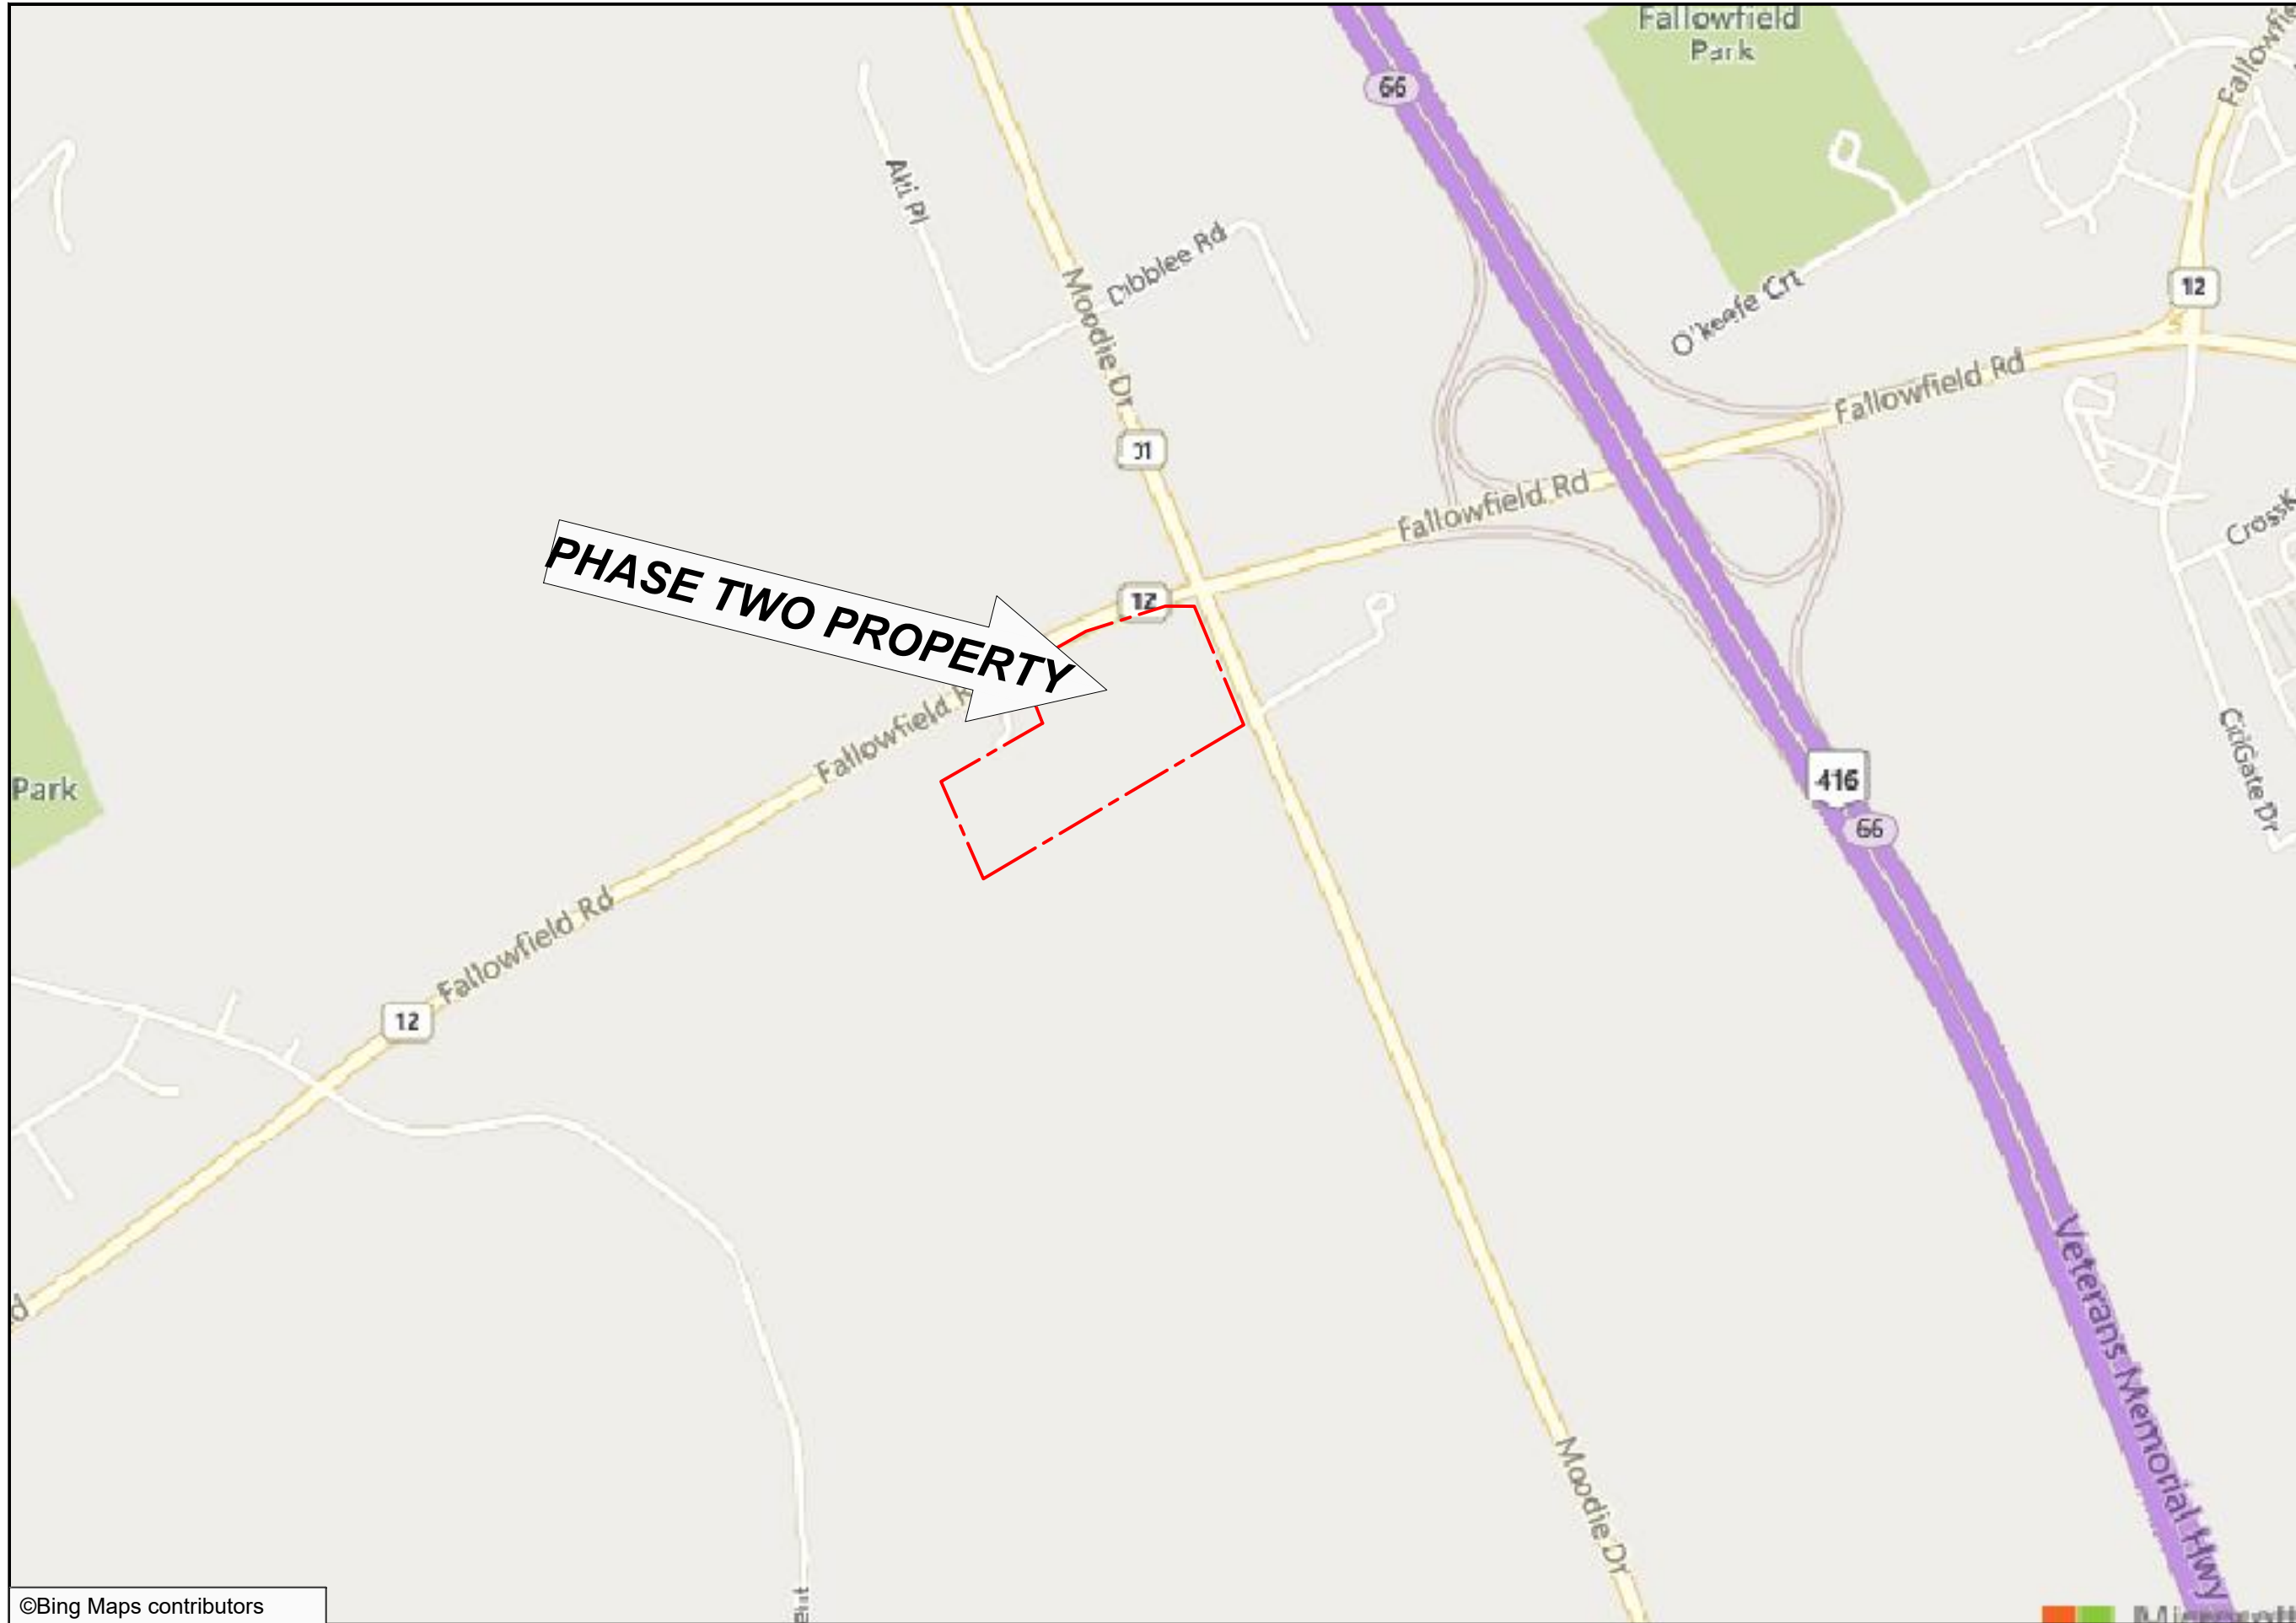 Fallowfield
Park
66
Alti Pl
Dibblee Rd
Moodie Dr
O'keefe Crt
12
Fallowfield Rd
Fallowfield Rd
PHASE TWO PROPERTY
12
Fallowfield
416
66
CitiGate Dr
Park
Fallowfield Rd
12
Veterans Memorial Hwy
Moodie Dr
©Bing Maps contributors